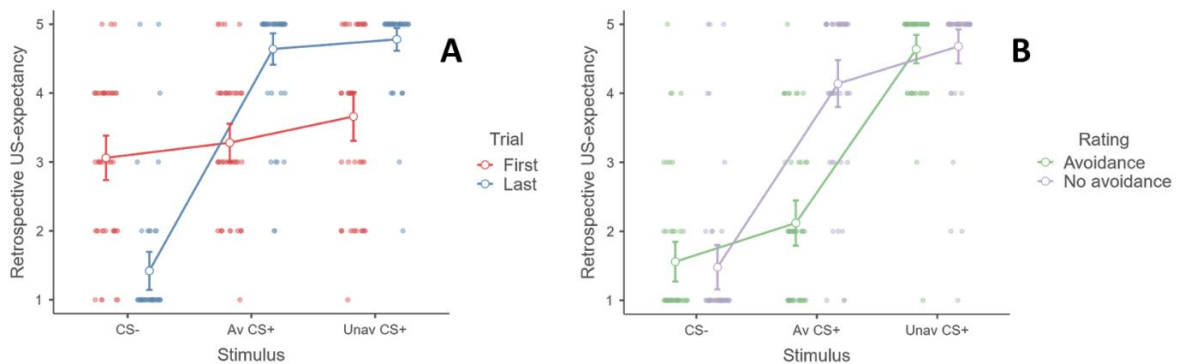 A
Retrospective US-expectancy
5
4
3
2
1
CS-
Av CS+
Unav CS+
Stimulus
Trial
First
Last
B
Retrospective US-expectancy
5
4
3
2
1
CS-
Av CS+
Unav CS+
Stimulus
Rating
Avoidance
No avoidance